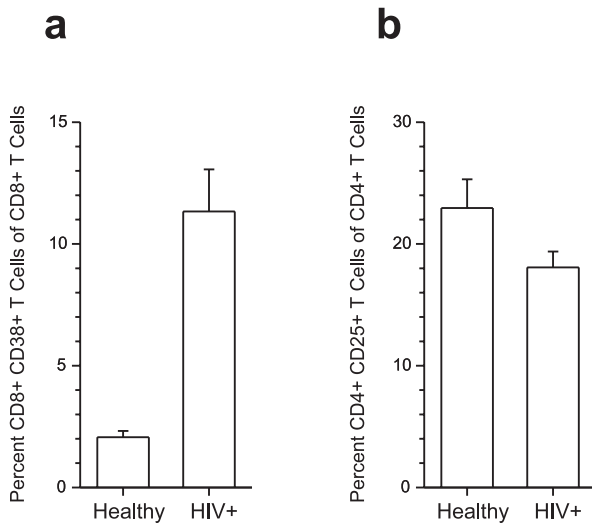 a
Percent CD8+ CD38+ T Cells of CD8+ T Cells
15
10
5
0
Healthy HIV+
b
Percent CD4+ CD25+ T Cells of CD4+ T Cells
30
20
10
0
Healthy HIV+